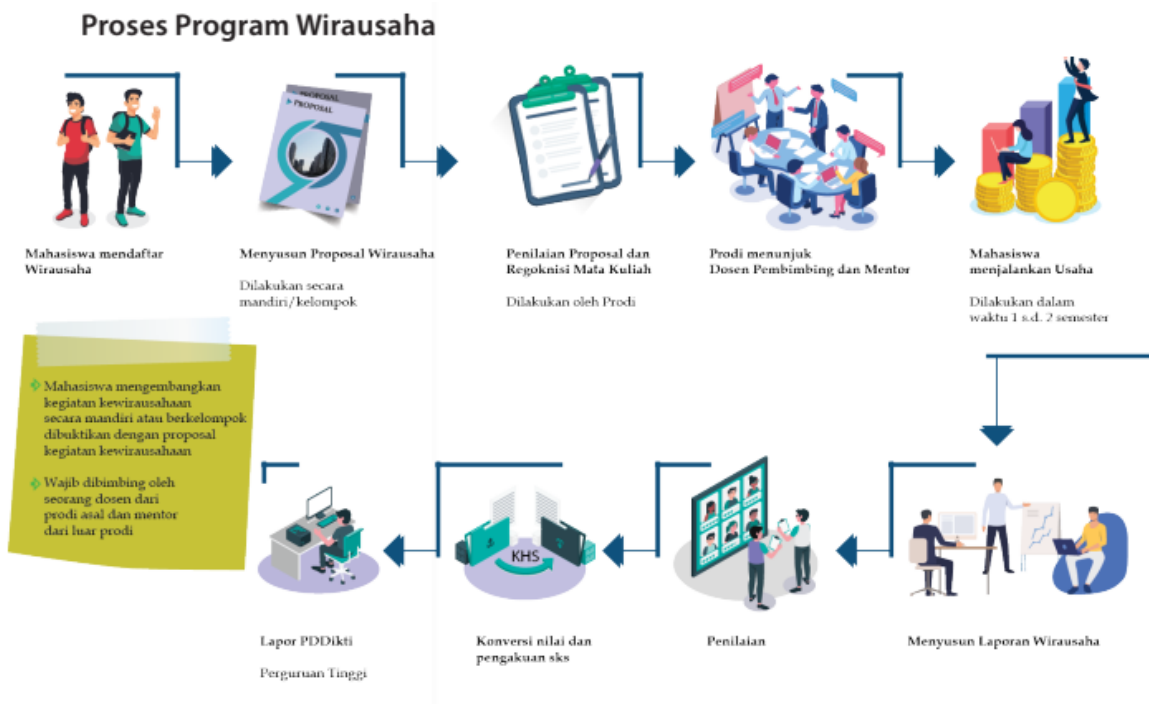 Proses Program Wirausaha
PROPOSAL
PROPOSAL
Mahasiswa mendaftar
Wirausaha
Menyusun Proposal Wirausaha
Dilakukan secara
mandiri/kelompok
Penilaian Proposal dan
Regoknisi Mata Kuliah
Dilakukan oleh Prodi
Prodi menunjuk
Dosen Pembimbing dan Mentor
Mahasiswa
menjalankan Usaha
Dilakukan dalam
waktu 1 s.d. 2 semester
Mahasiswa mengembangkan
kegiatan kewirausahaan
secara mandiri atau berkelompok
dibuktikan dengan proposal
kegiatan kewirausahaan
Wajib dibimbing oleh
seorang dosen dari
prodi asal dan mentor
dari luar prodi
KHS
Lapor PDDikti
Perguruan Tinggi
Konversi nilai dan
pengakuan sks
Penilaian
Menyusun Laporan Wirausaha